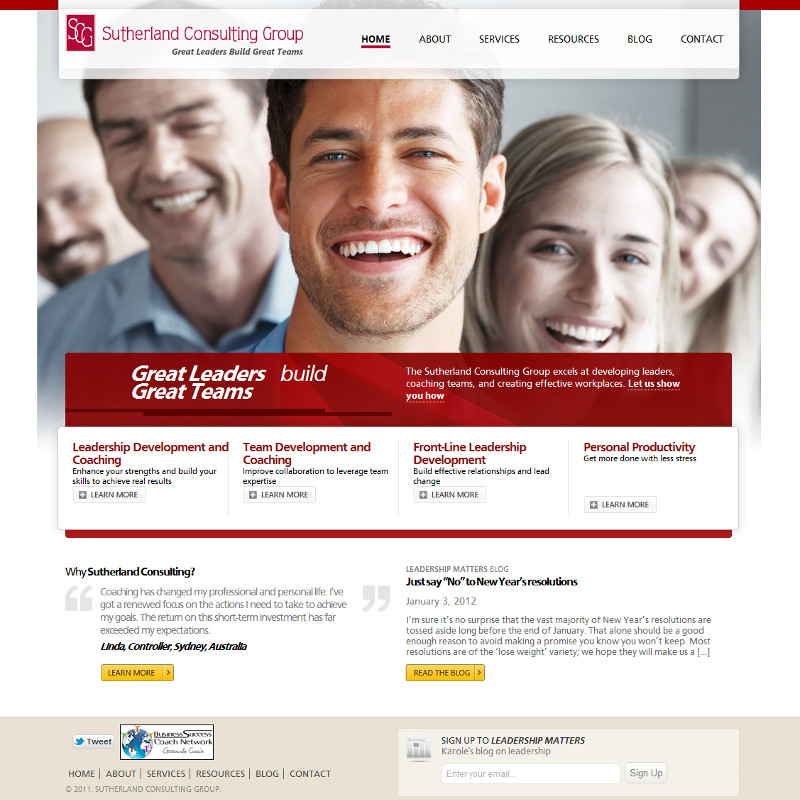 SCG
Sutherland Consulting Group
Great Leaders Build Great Teams
HOME
ABOUT
SERVICES
RESOURCES
BLOG
CONTACT
Great Leaders build
Great Teams
The Sutherland Consulting Group excels at developing leaders,
coaching teams, and creating effective workplaces. Let us show
you how
Leadership Development and
Coaching
Enhance your strengths and build your
skills to achieve real results
LEARN MORE
Team Development and
Coaching
Improve collaboration to leverage team
expertise
LEARN MORE
Front-Line Leadership
Development
Build effective relationships and lead
change
LEARN MORE
Personal Productivity
Get more done with less stress
LEARN MORE
Why Sutherland Consulting?
“ Coaching has changed my professional and personal life. I've ”
got a renewed focus on the actions I need to take to achieve
my goals. The return on this short-term investment has far
exceeded my expectations.
Linda, Controller, Sydney, Australia
LEARN MORE
LEADERSHIP MATTERS BLOG
Just say “No” to New Year’s resolutions
January 3, 2012
I’m sure it’s no surprise that the vast majority of New Year’s resolutions are
tossed aside long before the end of January. That alone should be a good
enough reason to avoid making a promise you know you won’t keep. Most
resolutions are of the ‘lose weight’ variety; we hope they will make us a [...]
READ THE BLOG
Tweet
Business Success
Coach Network
Associate Coach
HOME | ABOUT | SERVICES | RESOURCES | BLOG | CONTACT
© 2011. SUTHERLAND CONSULTING GROUP.
SIGN UP TO LEADERSHIP MATTERS
Karole's blog on leadership
Enter your email...
Sign Up